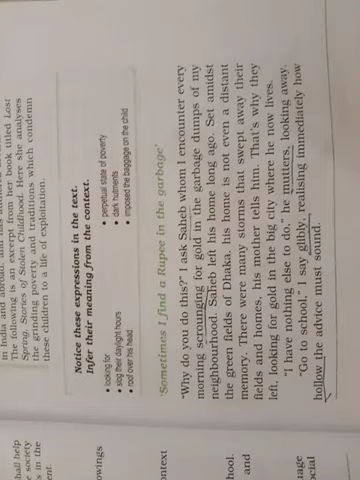 in India and abroad, and has authored
The following is an excerpt from her book titled Lost
Spring, Stories of Stolen Childhood. Here she analyses
the grinding poverty and traditions which condemn
these children to a life of exploitation.
Notice these expressions in the text.
Infer their meaning from the context.
• looking for
• slog their daylight hours
• roof over his head
• perpetual state of poverty
• dark hutments
• imposed the baggage on the child
'Sometimes I find a Rupee in the garbage'
"Why do you do this?" I ask Saheb whom I encounter every
morning scrounging for gold in the garbage dumps of my
neighbourhood. Saheb left his home long ago. Set amidst
the green fields of Dhaka, his home is not even a distant
memory. There were many storms that swept away their
fields and homes, his mother tells him. That's why they
left, looking for gold in the big city where he now lives.
"I have nothing else to do," he mutters, looking away.
"Go to school," I say glibly, realising immediately how
hollow the advice must sound.
shall help
society
s in the
ent.
owings
ontext
hool.
and
uage
ocial